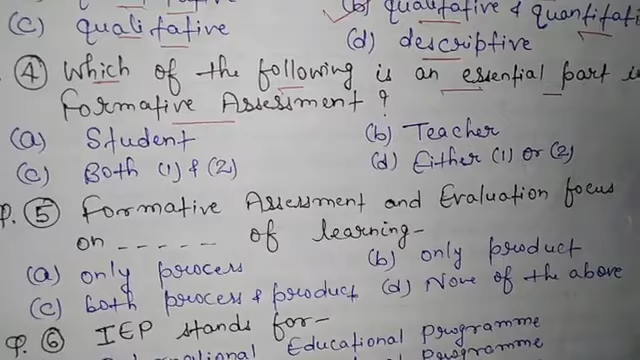 (c) qualitative
(b) qualitative &
(d) descriptive
④ Which of the following is an essential part
Formative Assessment ?
(a) Student
(b) Teacher
(c) Both (1) & (2)
(d) Either (1) or (2)
P. ⑤ Formative Assessment and Evaluation focus
on ----- of learning-
(a) only process
(b) only product
(c) both process & product
(d) None of the above
P. ⑥ IEP stands for-
Educational Programme
Programme